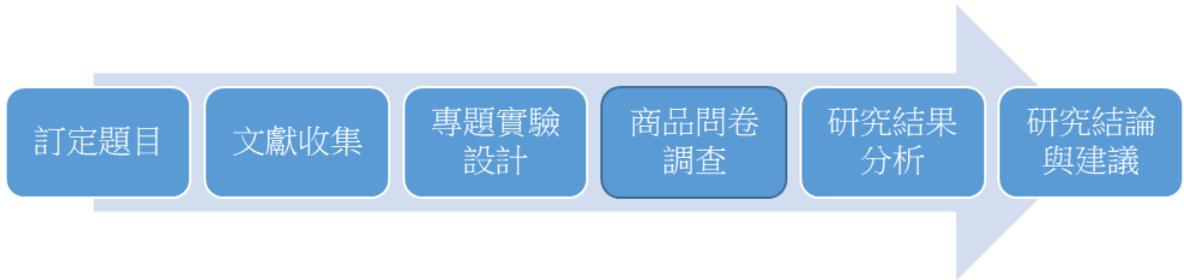 訂定題目
文獻收集
專題實驗
設計
商品問卷
調查
研究結果
分析
研究結論
與建議